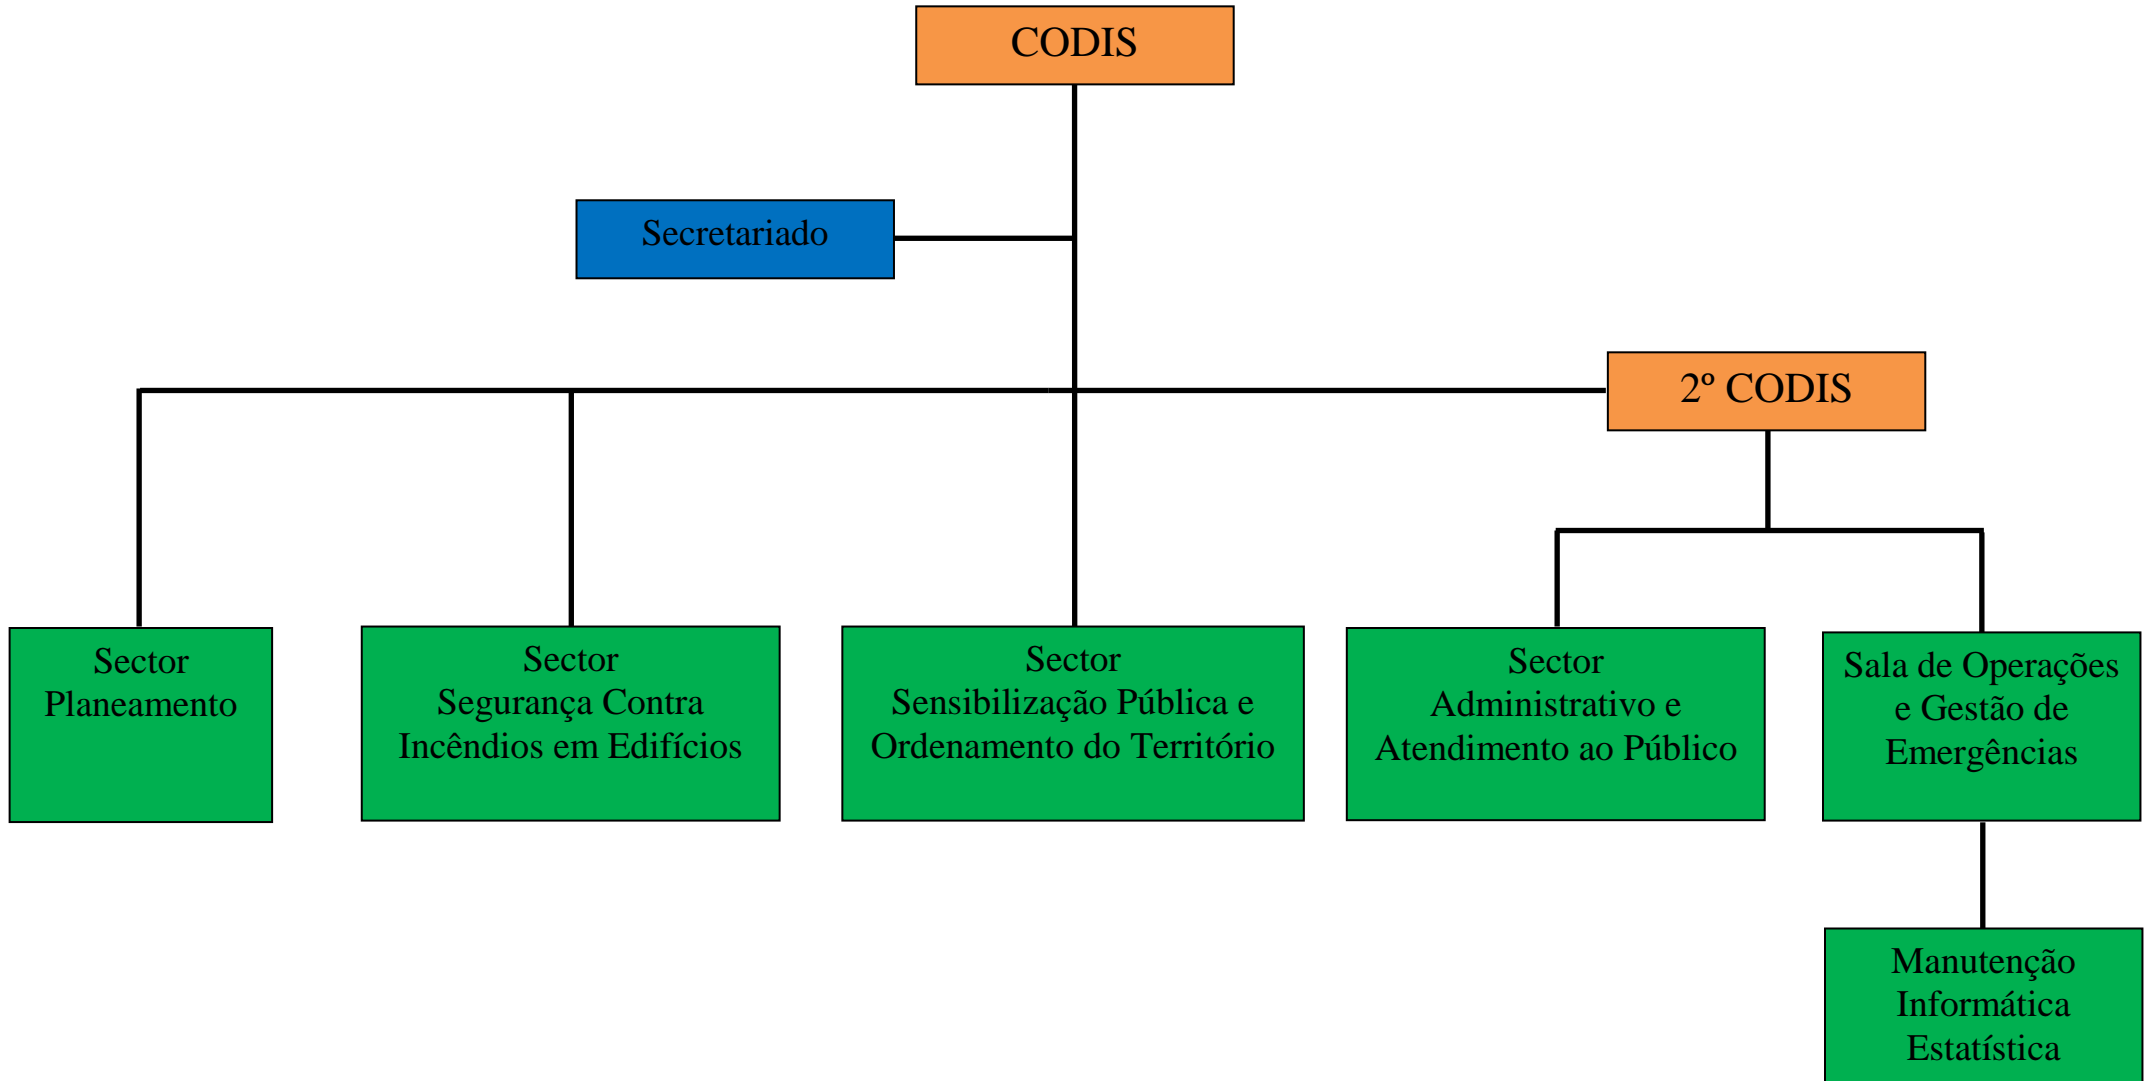 CODIS
Secretariado
2º CODIS
Sector
Planeamento
Sector
Segurança Contra
Incêndios em Edifícios
Sector
Sensibilização Pública e
Ordenamento do Território
Sector
Administrativo e
Atendimento ao Público
Sala de Operações
e Gestão de
Emergências
Manutenção
Informática
Estatística